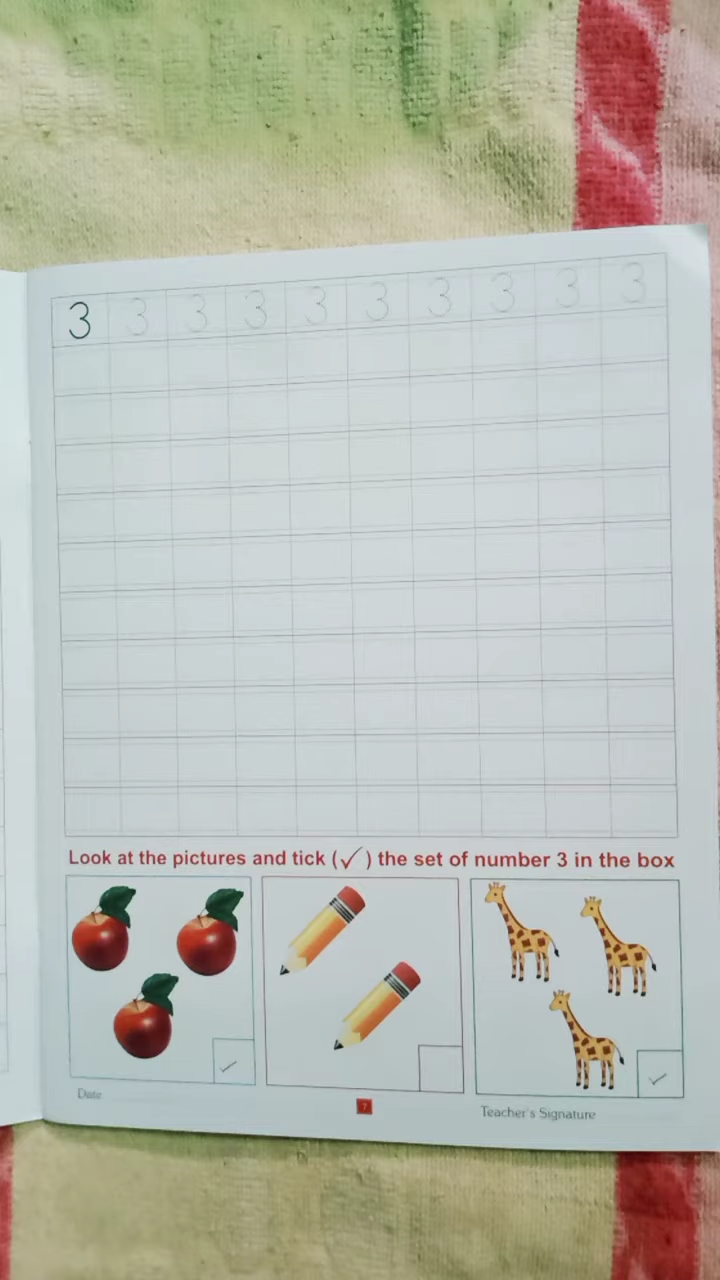 3 3 3 3 3 3 3 3 3 3
Look at the pictures and tick (✓) the set of number 3 in the box
✓ ✓
Date
7
Teacher's Signature